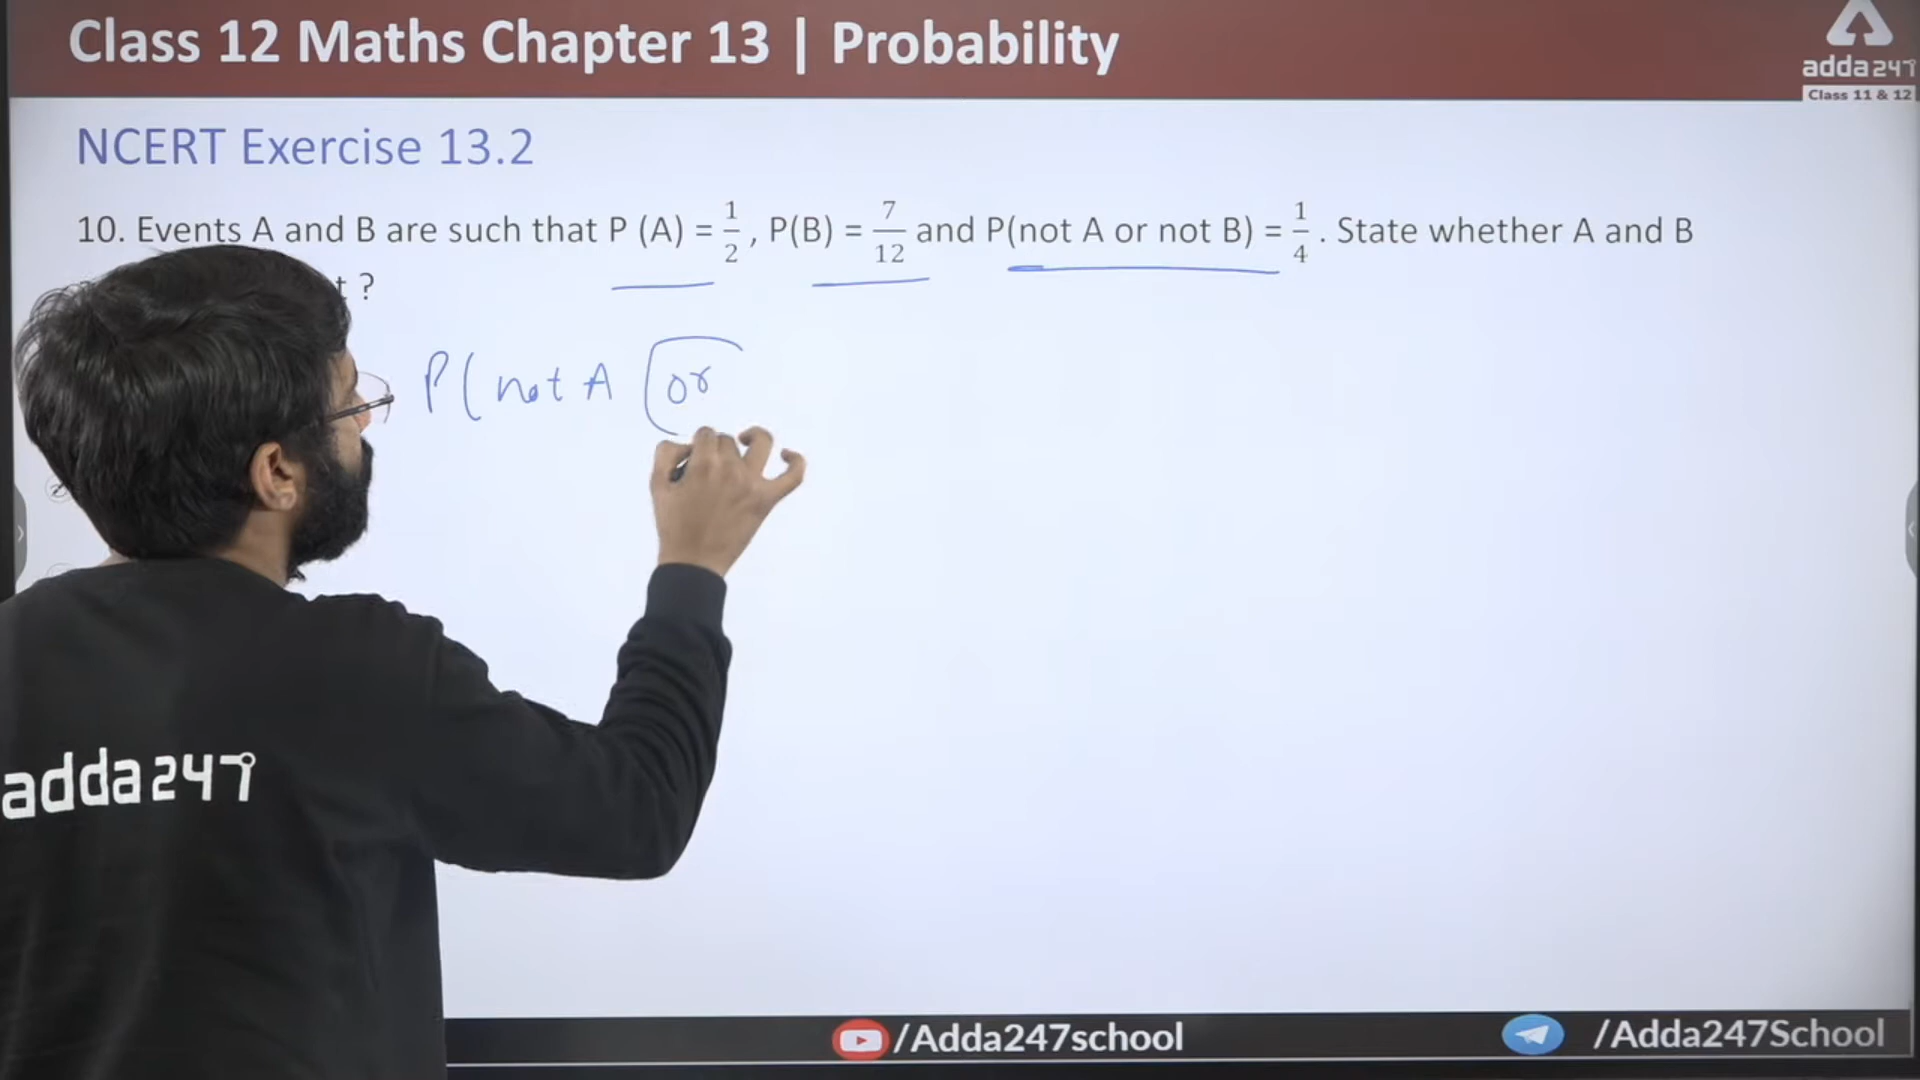 Class 12 Maths Chapter 13 | Probability
adda247
Class 11 & 12
NCERT Exercise 13.2
10. Events A and B are such that P (A) = 1/2 , P(B) = 7/12 and P(not A or not B) = 1/4 . State whether A and B
t ?
P( not A or
adda247
/Adda247school
/Adda247School